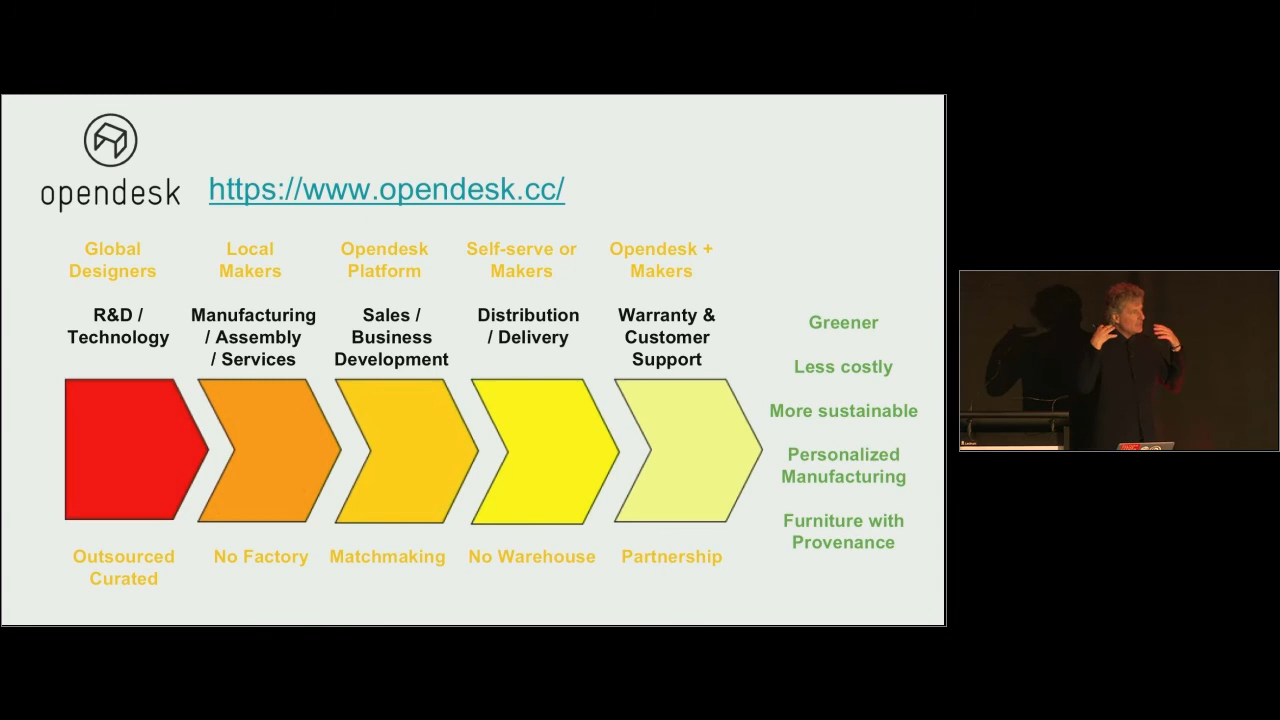 opendesk
https://www.opendesk.cc/
Global
Designers
Local
Makers
Opendesk
Platform
Self-serve or
Makers
Opendesk +
Makers
R&D /
Technology
Manufacturing
/ Assembly
/ Services
Sales /
Business
Development
Distribution
/ Delivery
Warranty &
Customer
Support
Greener
Less costly
More sustainable
Personalized
Manufacturing
Furniture with
Provenance
Outsourced
Curated
No Factory
Matchmaking
No Warehouse
Partnership